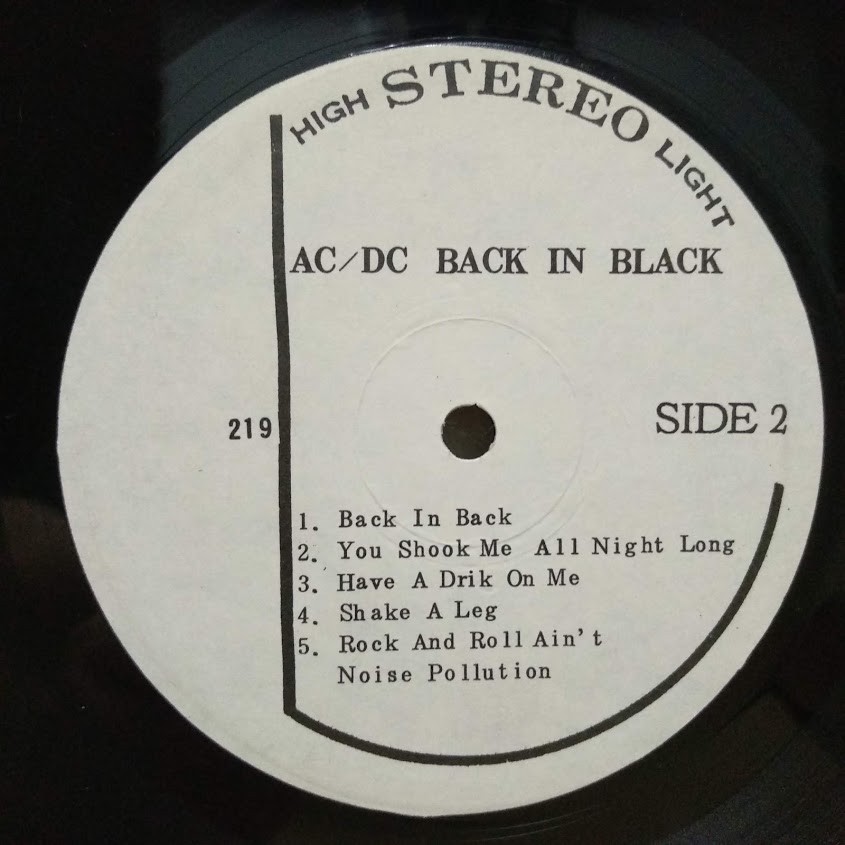 HIGH STEREO LIGHT
AC/DC BACK IN BLACK
219
SIDE 2
1. Back In Back
2. You Shook Me All Night Long
3. Have A Drik On Me
4. Shake A Leg
5. Rock And Roll Ain't
Noise Pollution